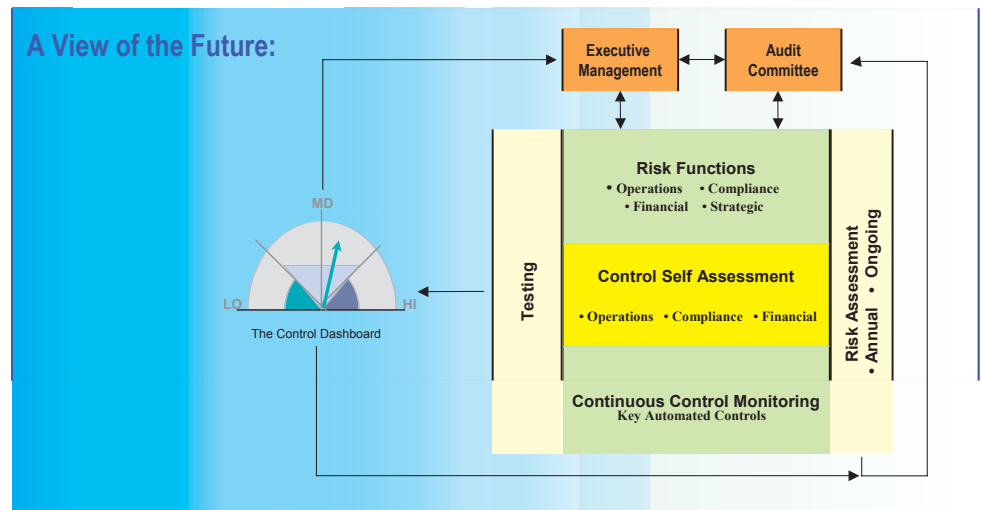 A View of the Future:
Executive
Management
Audit
Committee
Risk Functions
• Operations • Compliance
• Financial • Strategic
MD
LO
HI
The Control Dashboard
Testing
Control Self Assessment
• Operations • Compliance • Financial
Risk Assessment
• Annual • Ongoing
Continuous Control Monitoring
Key Automated Controls